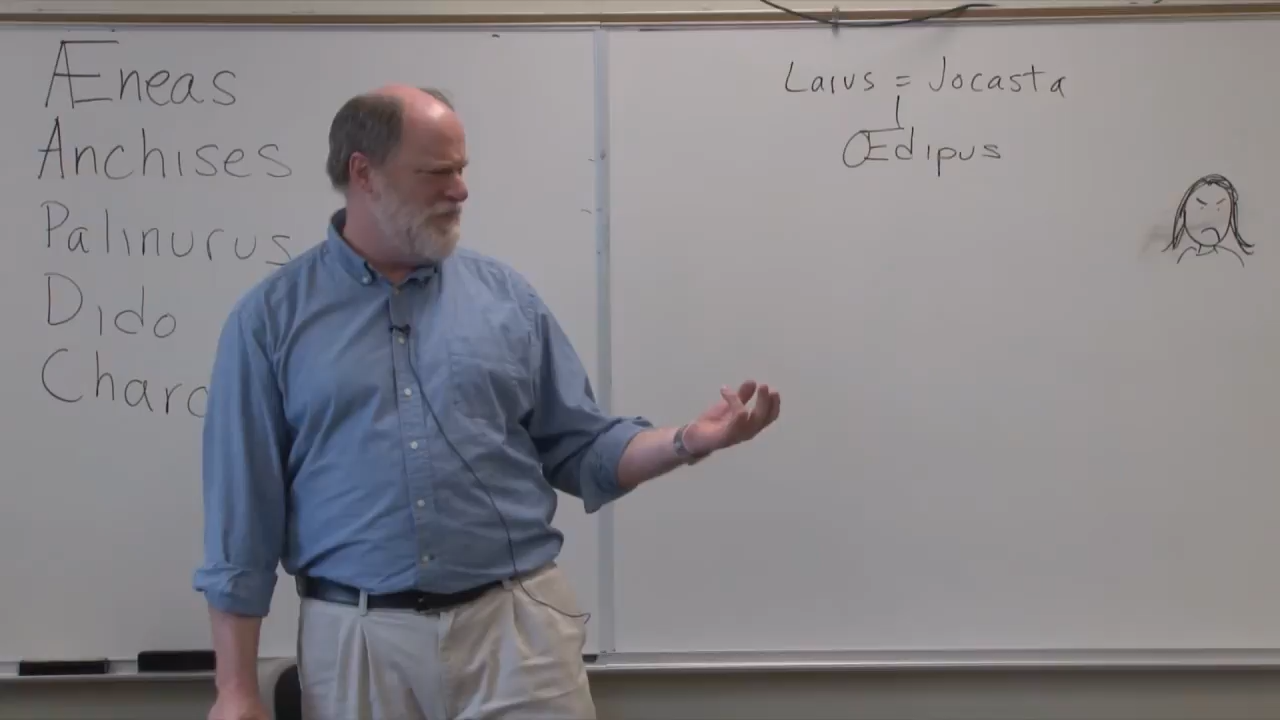 Æneas
Anchises
Palinurus
Dido
Laius = Jocasta
Œdipus